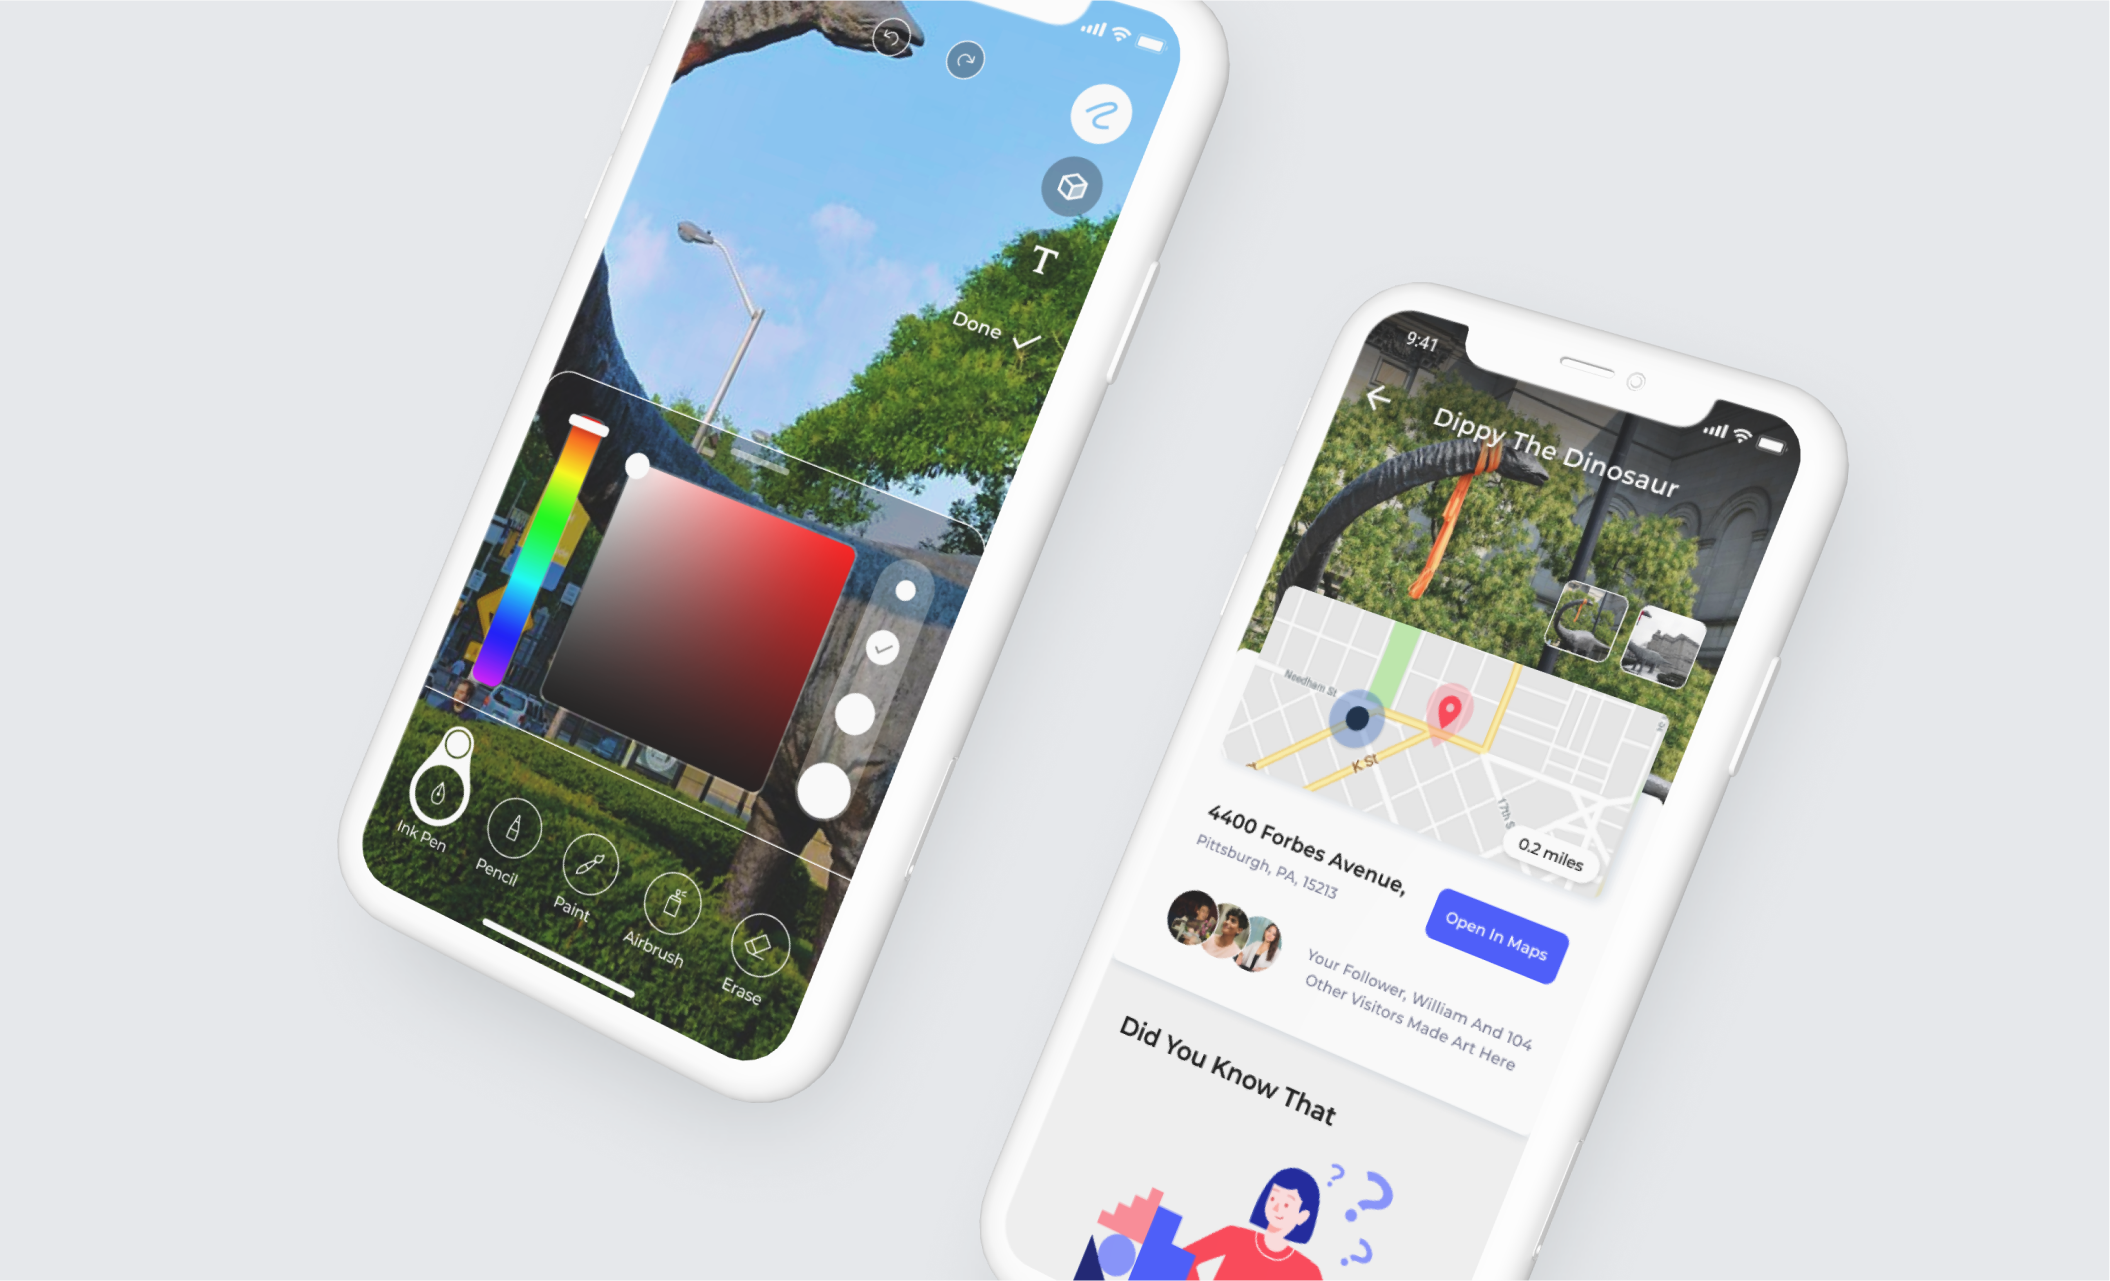 T
Done
Ink Pen
Pencil
Paint
Airbrush
Erase
9:41
Dippy The Dinosaur
Needham St
K St
17th S
0.2 miles
4400 Forbes Avenue,
Pittsburgh, PA, 15213
Open In Maps
Your Follower, William And 104
Other Visitors Made Art Here
Did You Know That
? ?
?